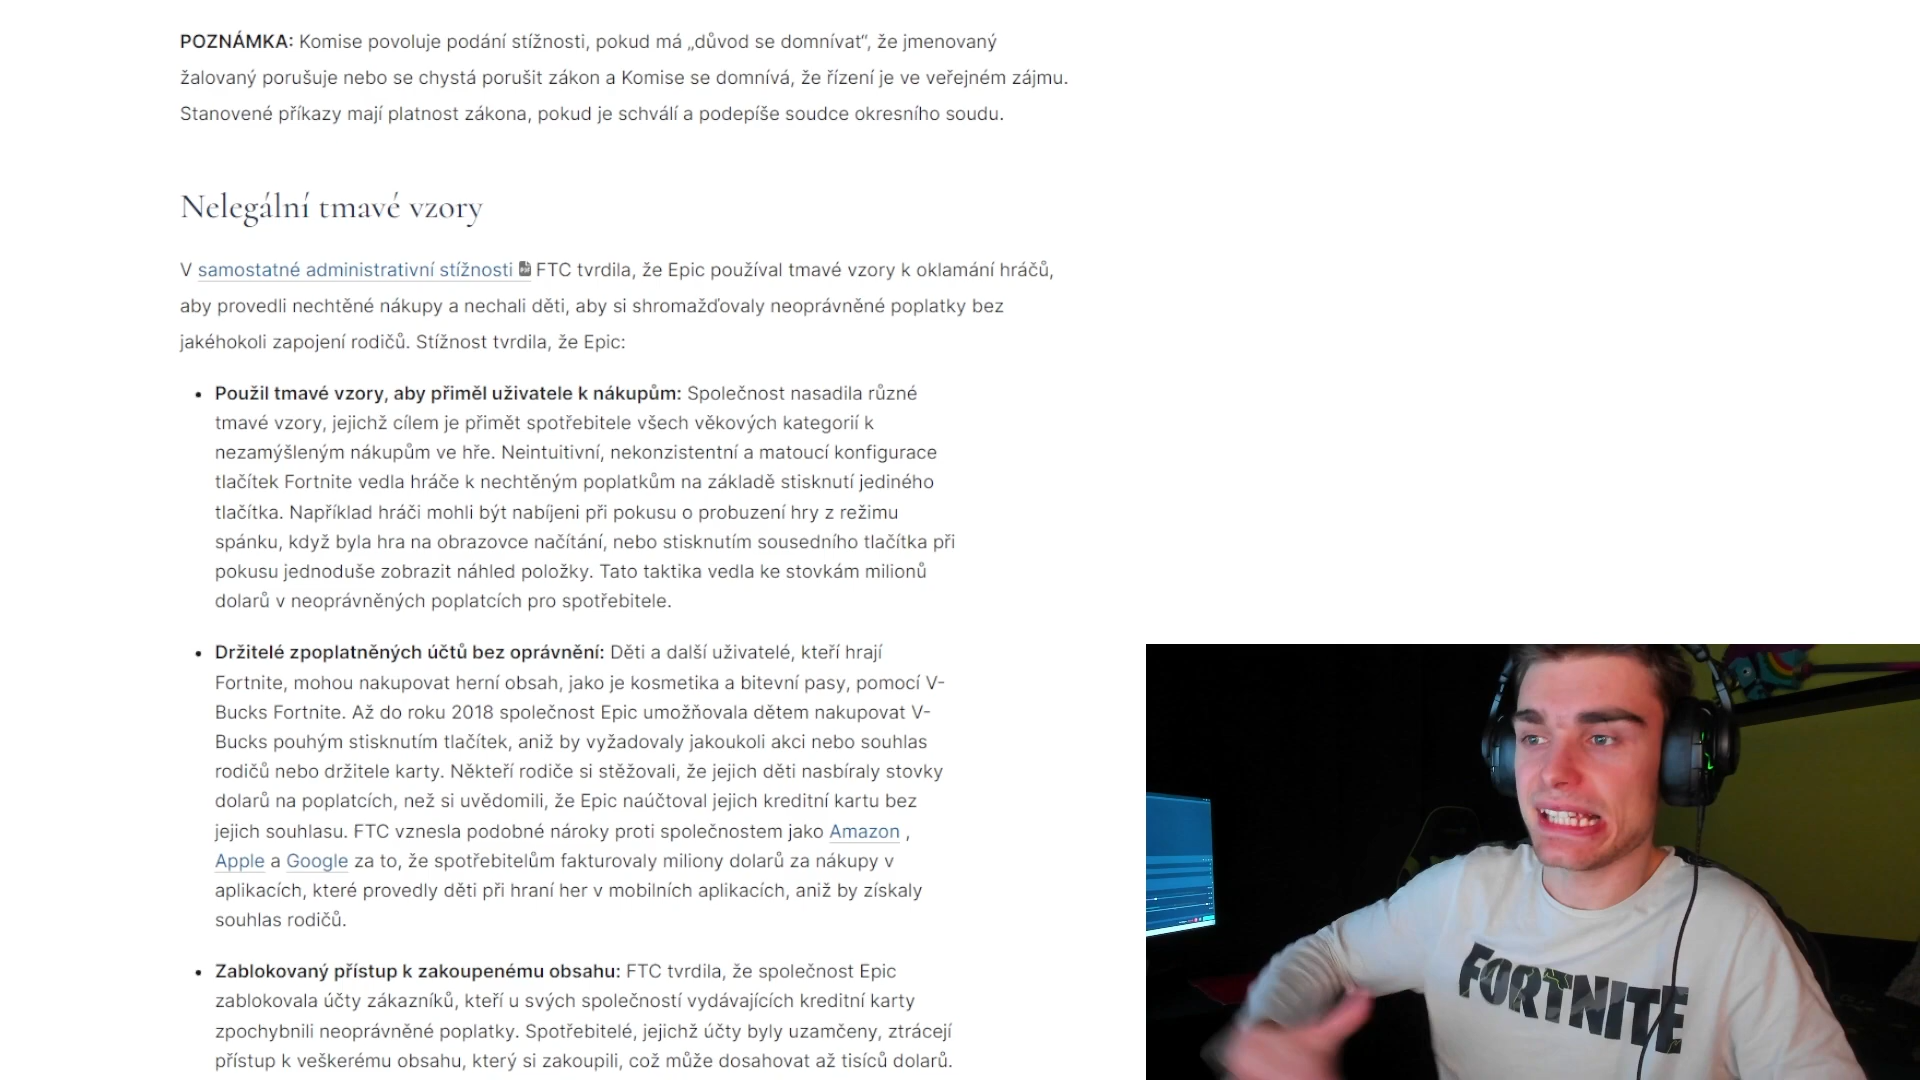 POZNÁMKA: Komise povoluje podání stížnosti, pokud má „důvod se domnívat“, že jmenovaný
žalovaný porušuje nebo se chystá porušit zákon a Komise se domnívá, že řízení je ve veřejném zájmu.
Stanovené příkazy mají platnost zákona, pokud je schválí a podepíše soudce okresního soudu.
Nelegální tmavé vzory
V samostatné administrativní stížnosti FTC tvrdila, že Epic používal tmavé vzory k oklamání hráčů,
aby provedli nechtěné nákupy a nechali děti, aby si shromažďovaly neoprávněné poplatky bez
jakéhokoli zapojení rodičů. Stížnost tvrdila, že Epic:
• Použil tmavé vzory, aby přiměl uživatele k nákupům: Společnost nasadila různé
tmavé vzory, jejichž cílem je přimět spotřebitele všech věkových kategorií k
nezamýšleným nákupům ve hře. Neintuitivní, nekonzistentní a matoucí konfigurace
tlačítek Fortnite vedla hráče k nechtěným poplatkům na základě stisknutí jediného
tlačítka. Například hráči mohli být nabíjeni při pokusu o probuzení hry z režimu
spánku, když byla hra na obrazovce načítání, nebo stisknutím sousedního tlačítka při
pokusu jednoduše zobrazit náhled položky. Tato taktika vedla ke stovkám milionů
dolarů v neoprávněných poplatcích pro spotřebitele.
• Držitelé zpoplatněných účtů bez oprávnění: Děti a další uživatelé, kteří hrají
Fortnite, mohou nakupovat herní obsah, jako je kosmetika a bitevní pasy, pomocí V-
Bucks Fortnite. Až do roku 2018 společnost Epic umožňovala dětem nakupovat V-
Bucks pouhým stisknutím tlačítek, aniž by vyžadovaly jakoukoli akci nebo souhlas
rodičů nebo držitele karty. Někteří rodiče si stěžovali, že jejich děti nasbíraly stovky
dolarů na poplatcích, než si uvědomili, že Epic naúčtoval jejich kreditní kartu bez
jejich souhlasu. FTC vznesla podobné nároky proti společnostem jako Amazon ,
Apple a Google za to, že spotřebitelům fakturovaly miliony dolarů za nákupy v
aplikacích, které provedly děti při hraní her v mobilních aplikacích, aniž by získaly
souhlas rodičů.
• Zablokovaný přístup k zakoupenému obsahu: FTC tvrdila, že společnost Epic
zablokovala účty zákazníků, kteří u svých společností vydávajících kreditní karty
zpochybnili neoprávněné poplatky. Spotřebitelé, jejichž účty byly uzamčeny, ztrácejí
přístup k veškerému obsahu, který si zakoupili, což může dosahovat až tisíců dolarů.
FORTNITE